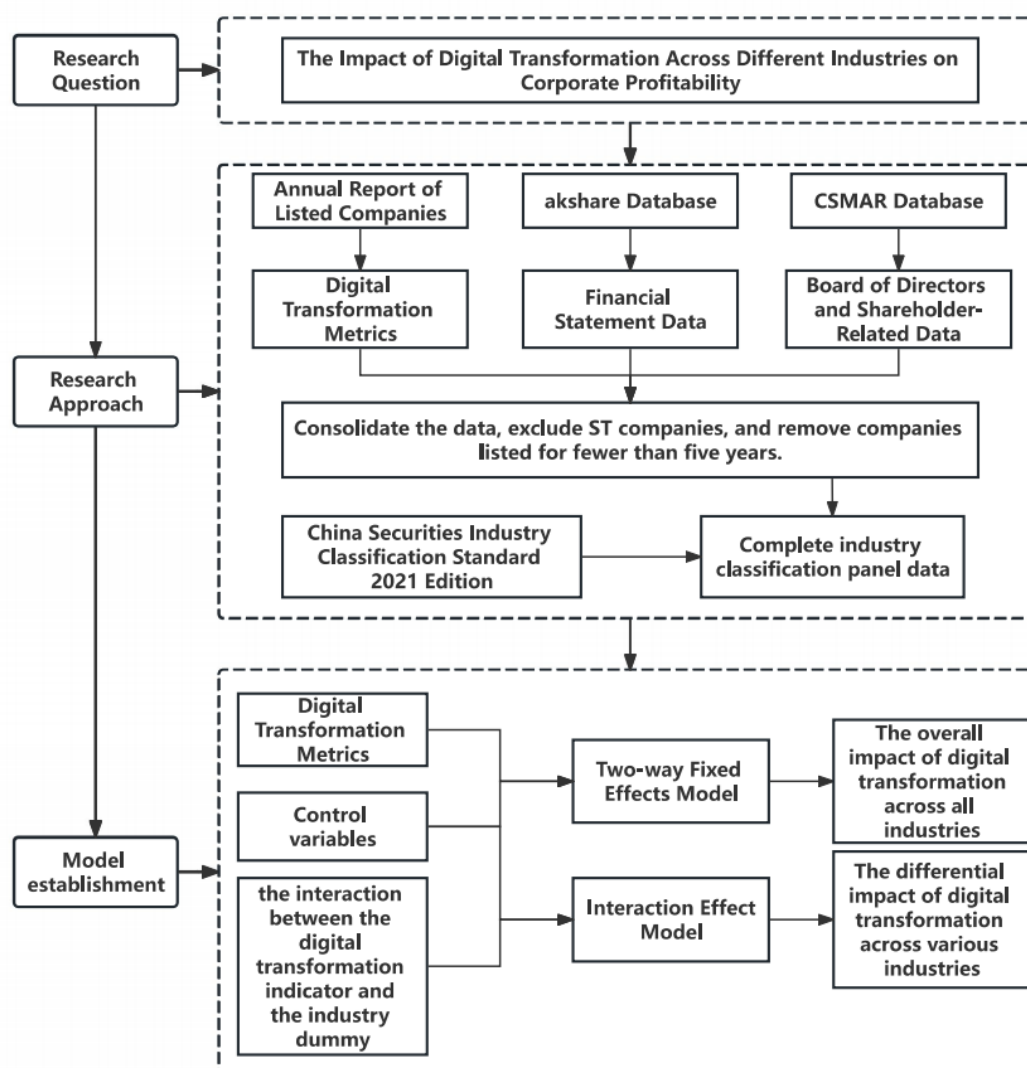 Research
Question
The Impact of Digital Transformation Across Different Industries on
Corporate Profitability
Annual Report of
Listed Companies
akshare Database
CSMAR Database
Digital
Transformation
Metrics
Financial
Statement Data
Board of Directors
and Shareholder-
Related Data
Research
Approach
Consolidate the data, exclude ST companies, and remove companies
listed for fewer than five years.
China Securities Industry
Classification Standard
2021 Edition
Complete industry
classification panel data
Digital
Transformation
Metrics
Control
variables
the interaction
between the
digital
transformation
indicator and
the industry
dummy
Model
establishment
Two-way Fixed
Effects Model
Interaction Effect
Model
The overall
impact of digital
transformation
across all
industries
The differential
impact of digital
transformation
across various
industries